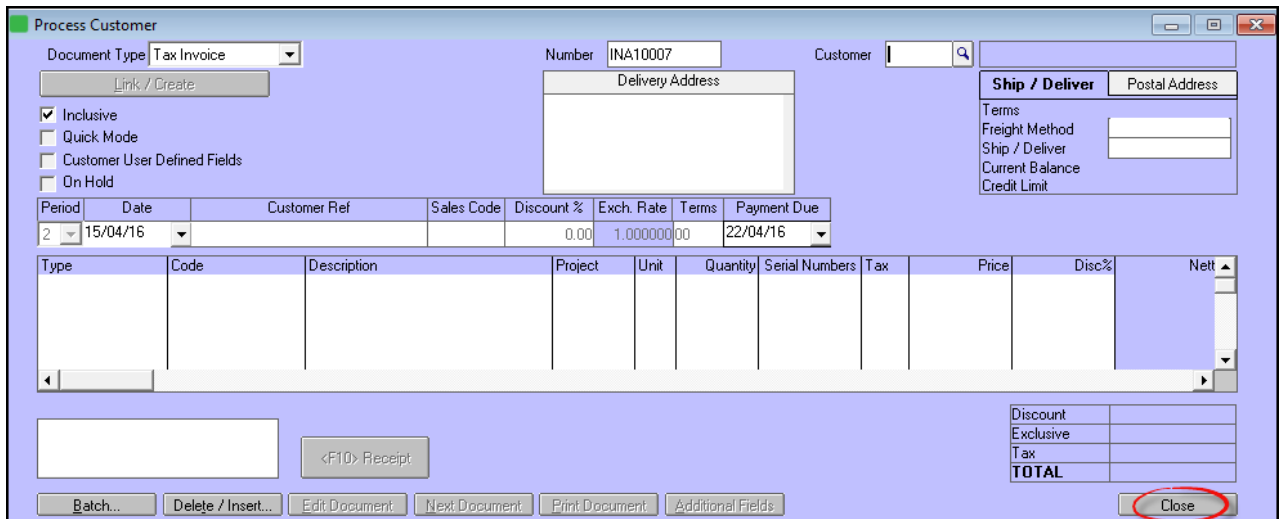 Process Customer
Document Type Tax Invoice Number INA10007 Customer
Link / Create Delivery Address Ship / Deliver Postal Address
Inclusive Terms
Quick Mode Freight Method
Customer User Defined Fields Ship / Deliver
Current Balance
On Hold Credit Limit
Period Date Customer Ref Sales Code Discount % Exch. Rate Terms Payment Due
2 15/04/16 0.00 1.000000 00 22/04/16
Type Code Description Project Unit Quantity Serial Numbers Tax Price Disc% Nett
Discount
Exclusive
<F10> Receipt Tax
TOTAL
Batch... Delete / Insert... Edit Document Next Document Print Document Additional Fields Close